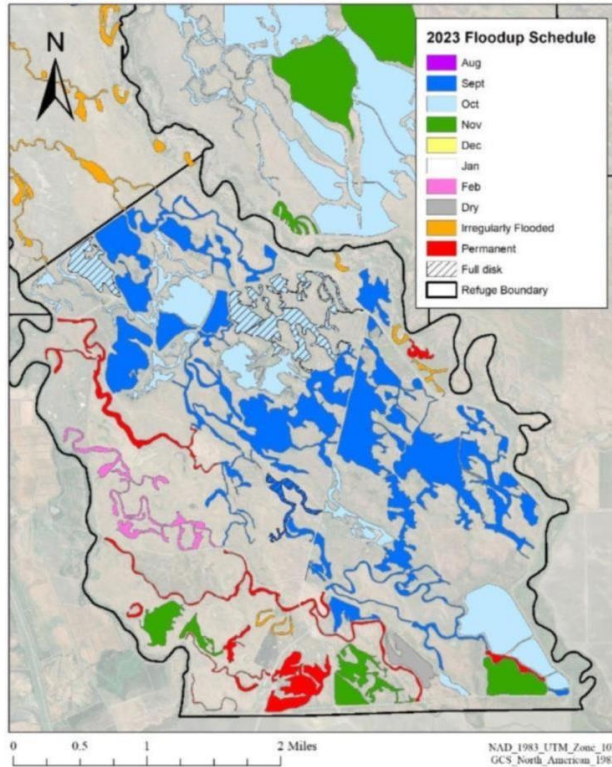 N
2023 Floodup Schedule
Aug
Sept
Oct
Nov
Dec
Jan
Feb
Dry
Irregularly Flooded
Permanent
Full disk
Refuge Boundary
0 0.5 1 2 Miles
NAD_1983_UTM_Zone_10
GCS_North_American_198